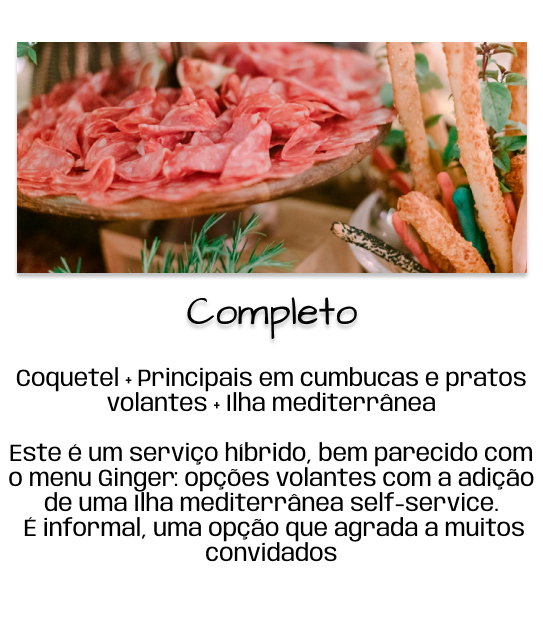 Completo
Coquetel + Principais em cumbucas e pratos
volantes + Ilha mediterrânea
Este é um serviço híbrido, bem parecido com
o menu Ginger: opções volantes com a adição
de uma Ilha mediterrânea self-service.
É informal, uma opção que agrada a muitos
convidados